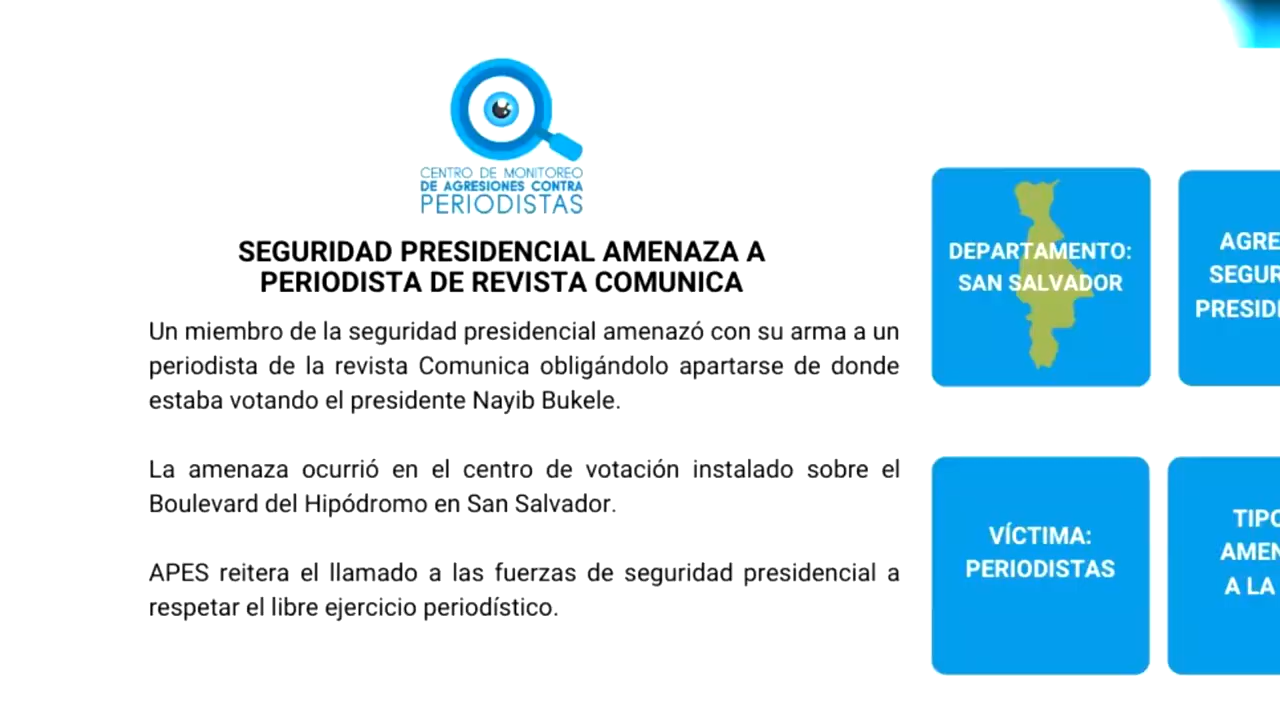 CENTRO DE MONITOREO
DE AGRESIONES CONTRA
PERIODISTAS
SEGURIDAD PRESIDENCIAL AMENAZA A
PERIODISTA DE REVISTA COMUNICA
Un miembro de la seguridad presidencial amenazó con su arma a un
periodista de la revista Comunica obligándolo apartarse de donde
estaba votando el presidente Nayib Bukele.
La amenaza ocurrió en el centro de votación instalado sobre el
Boulevard del Hipódromo en San Salvador.
APES reitera el llamado a las fuerzas de seguridad presidencial a
respetar el libre ejercicio periodístico.
DEPARTAMENTO:
SAN SALVADOR
VÍCTIMA:
PERIODISTAS
A LA